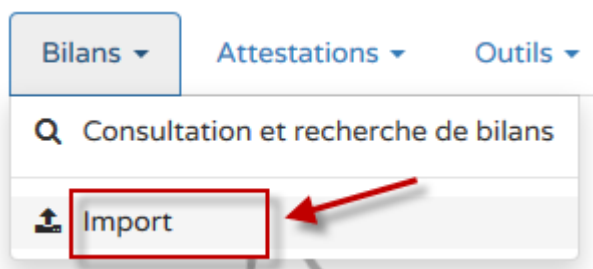 Bilans Attestations Outils
Consultation et recherche de bilans
Import